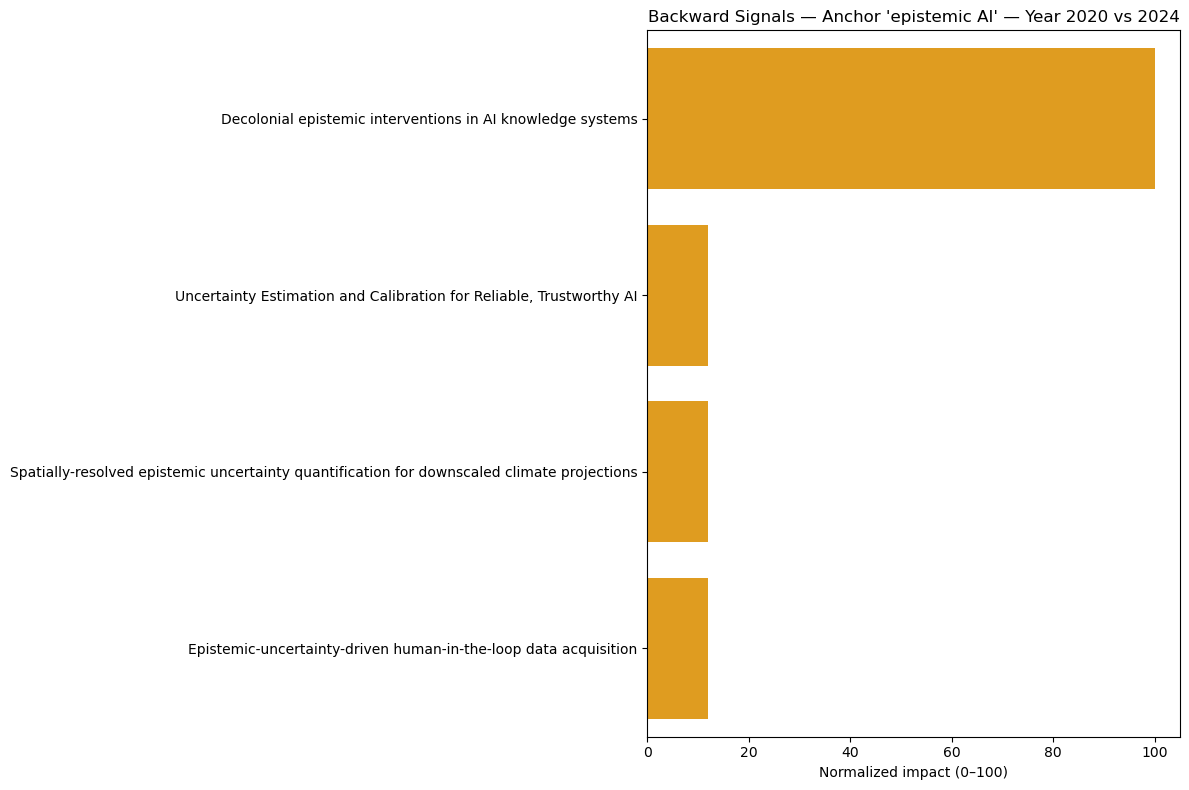 Backward Signals — Anchor 'epistemic AI' — Year 2020 vs 2024
Decolonial epistemic interventions in AI knowledge systems
Uncertainty Estimation and Calibration for Reliable, Trustworthy AI
Spatially-resolved epistemic uncertainty quantification for downscaled climate projections
Epistemic-uncertainty-driven human-in-the-loop data acquisition
0 20 40 60 80 100
Normalized impact (0–100)